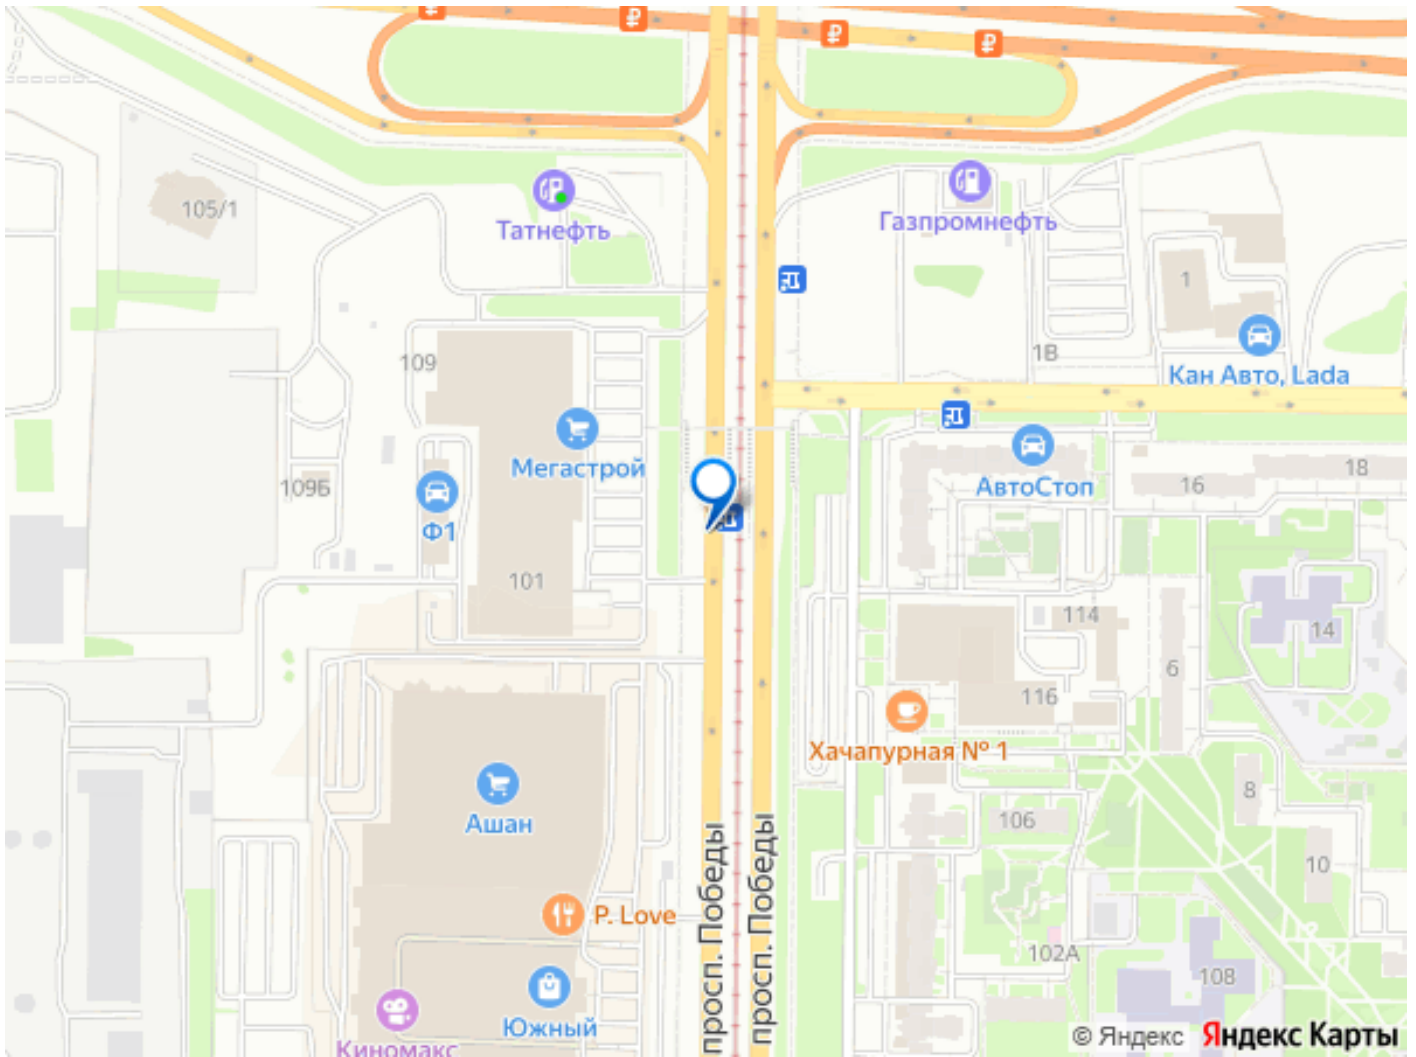 ₽
₽
₽
₽
105/1
Татнефть
Газпромнефть
1
109
1В
Кан Авто, Lada
Мегастрой
АвтоСтоп
18
16
109Б
Ф1
101
114
14
6
116
Хачапурная № 1
8
Ашан
106
10
P. Love
просп. Победы
просп. Победы
102А
108
Южный
Киномакс
© Яндекс Яндекс Карты